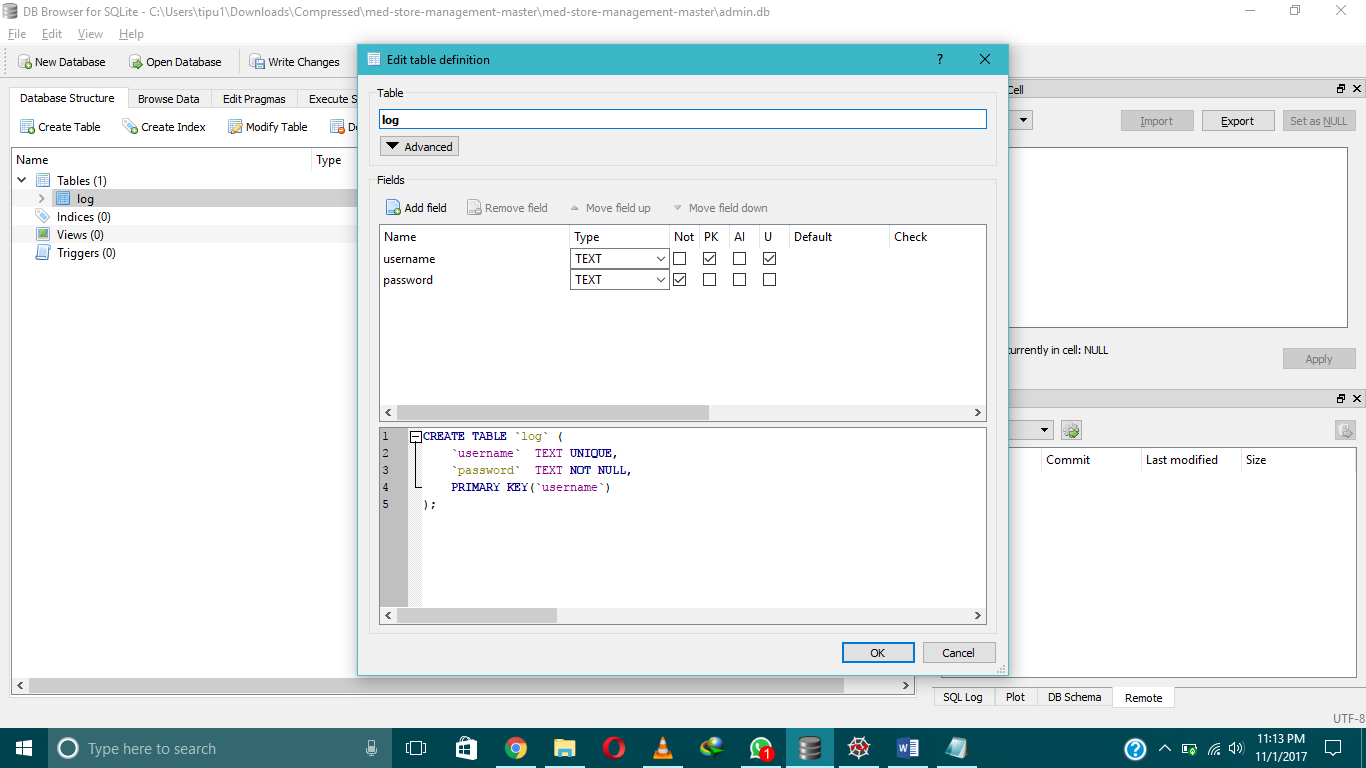 DB Browser for SQLite - C:\Users\tipu1\Downloads\Compressed\med-store-management-master\med-store-management-master\admin.db
File Edit View Help
New Database Open Database Write Changes
Database Structure Browse Data Edit Pragmas Execute S
Create Table Create Index Modify Table De
Name Type
Tables (1)
log
Indices (0)
Views (0)
Triggers (0)
Edit table definition ?
Table
log
Advanced
Fields
Add field Remove field Move field up Move field down
Name Type Not PK AI U Default Check
username TEXT
password TEXT
1 CREATE TABLE `log` (
2 `username` TEXT UNIQUE,
3 `password` TEXT NOT NULL,
4 PRIMARY KEY(`username`)
5 );
OK Cancel
Cell
Import Export Set as NULL
currently in cell: NULL
Apply
Commit Last modified Size
SQL Log Plot DB Schema Remote
UTF-8
Type here to search
1
W
?
11:13 PM
11/1/2017